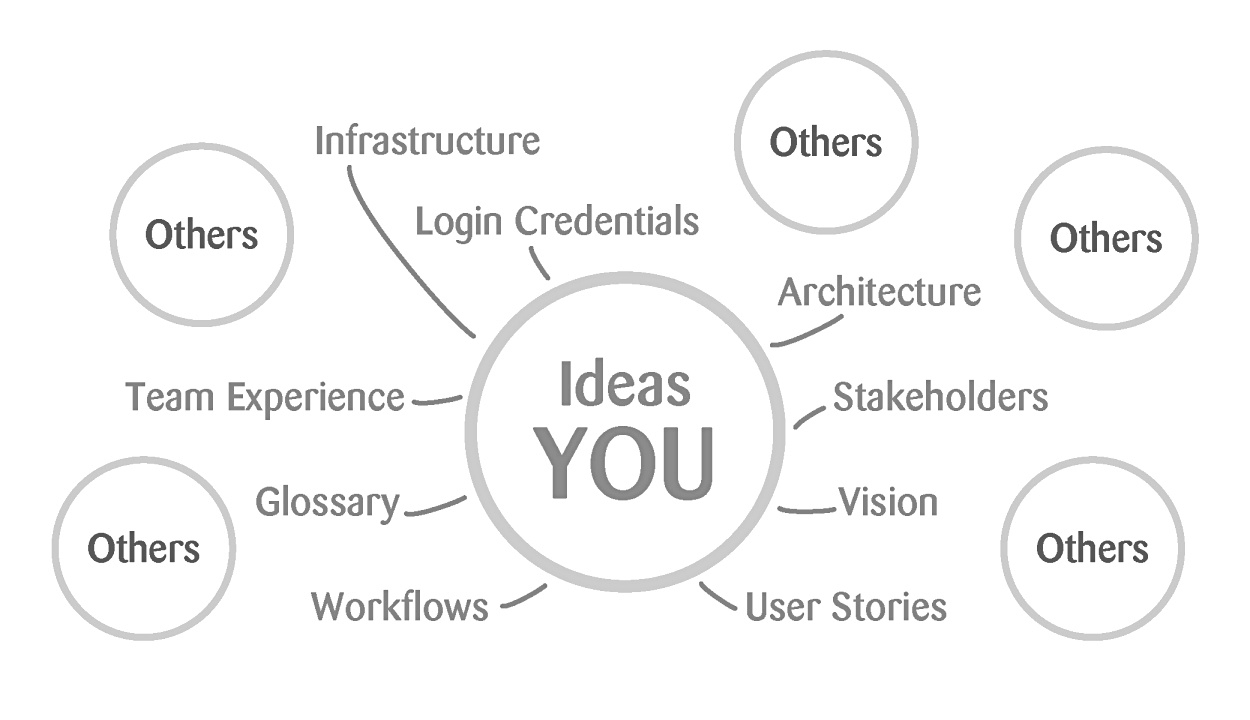 Infrastructure
Others
Login Credentials
Others
Others
Architecture
Ideas
YOU
Team Experience
Stakeholders
Glossary
Vision
Others
Others
Workflows
User Stories